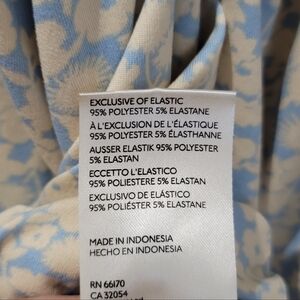 EXCLUSIVE OF ELASTIC
95% POLYESTER 5% ELASTANE
À L'EXCLUSION DE L'ÉLASTIQUE
95% POLYESTER 5% ÉLASTHANNE
AUSSER ELASTIK 95% POLYESTER
5% ELASTAN
ECCETTO L'ELASTICO
95% POLIESTERE 5% ELASTAN
EXCLUSIVO DE ELÁSTICO
95% POLIÉSTER 5% ELASTANE
MADE IN INDONESIA
HECHO EN INDONESIA
RN 66170
CA 32054